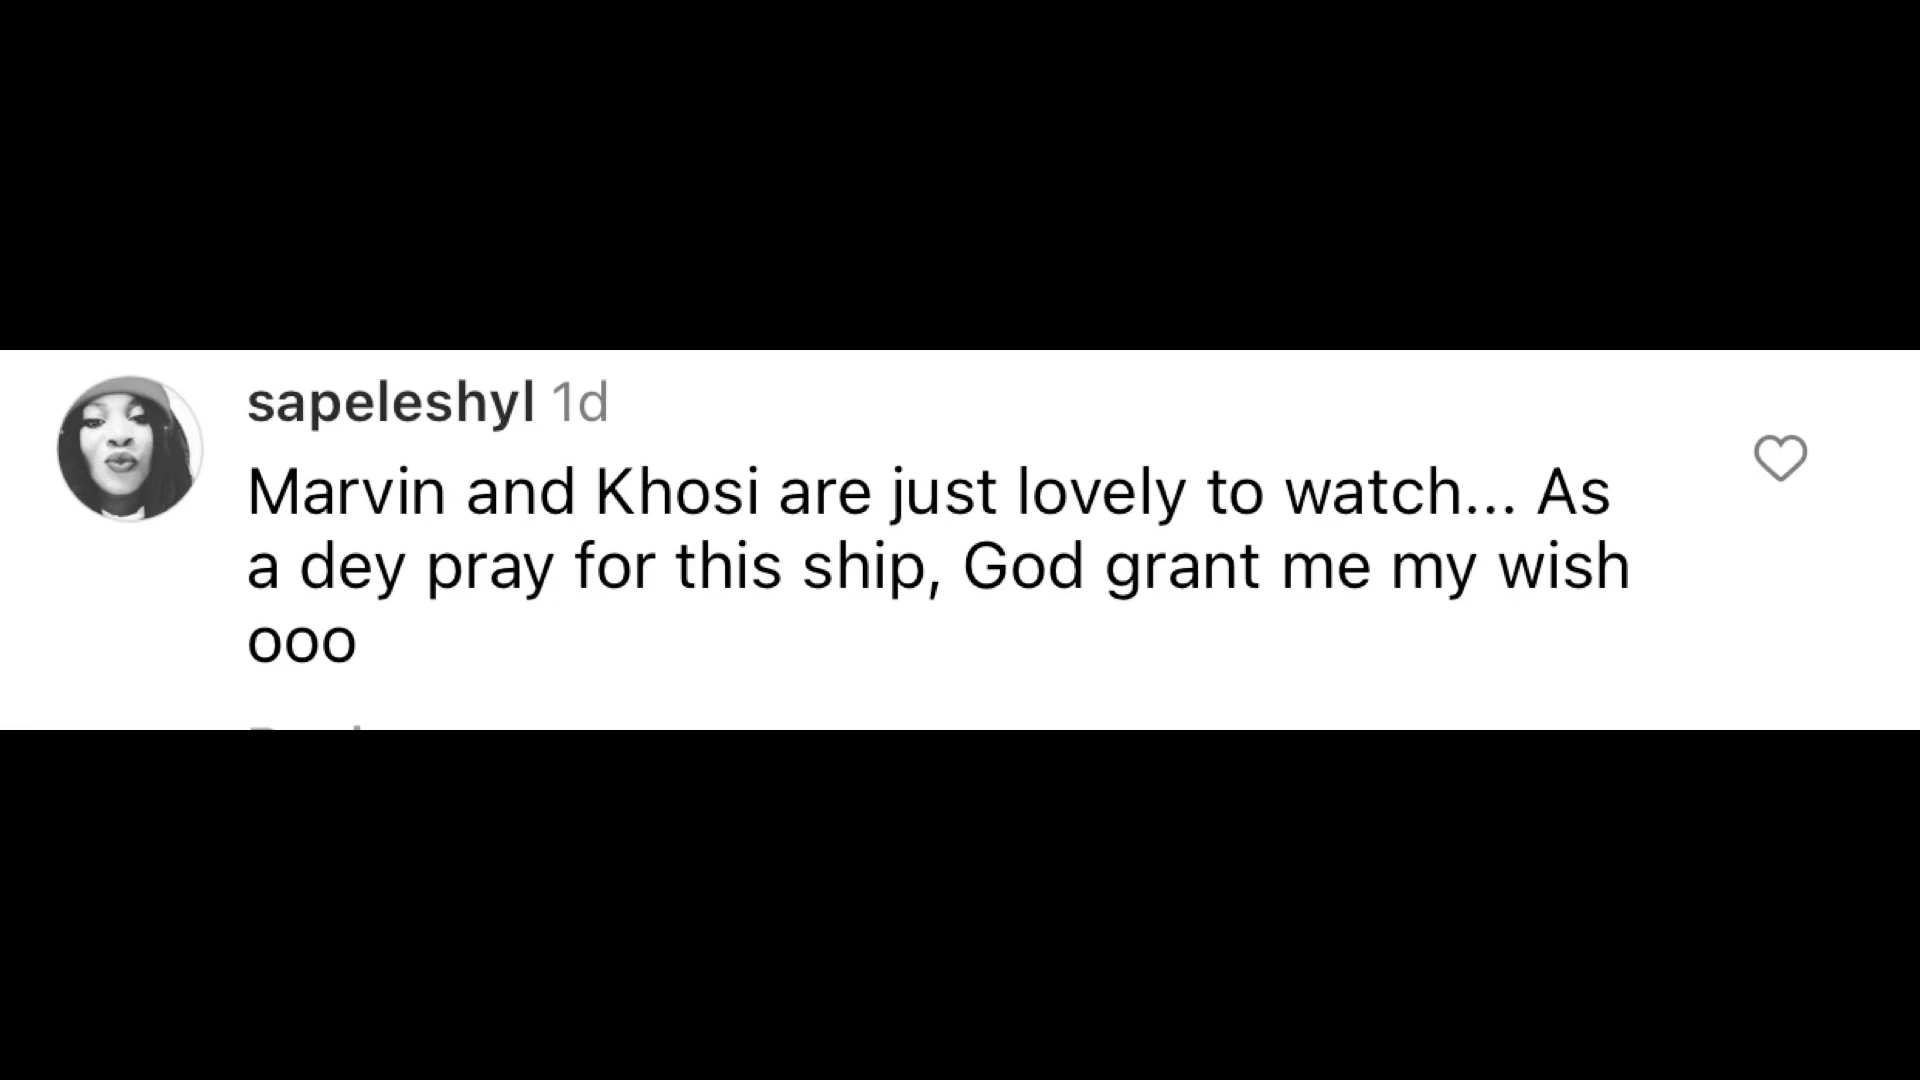 sapeleshyl 1d
Marvin and Khosi are just lovely to watch... As
a dey pray for this ship, God grant me my wish
ooo